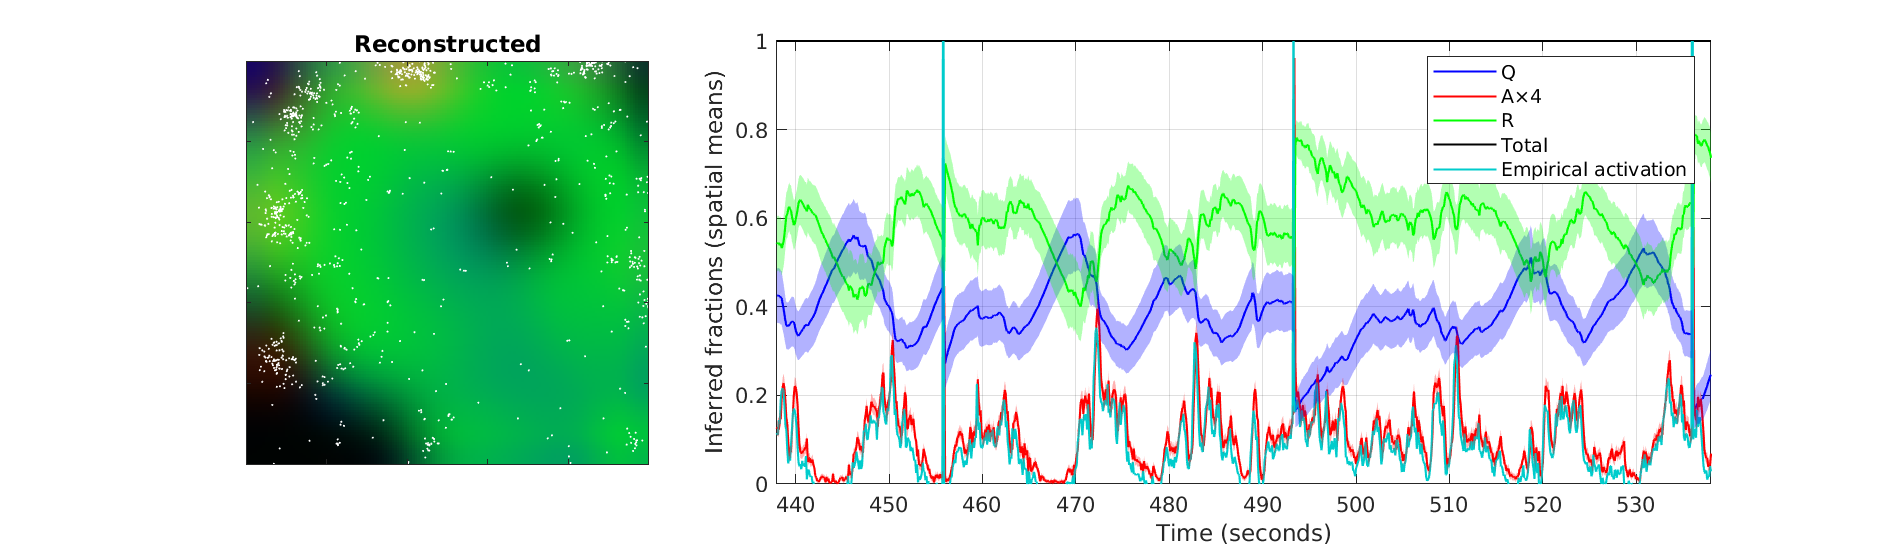 Reconstructed
Inferred fractions (spatial means)
1
0.8
0.6
0.4
0.2
0
Q
A×4
R
Total
Empirical activation
440 450 460 470 480 490 500 510 520 530
Time (seconds)